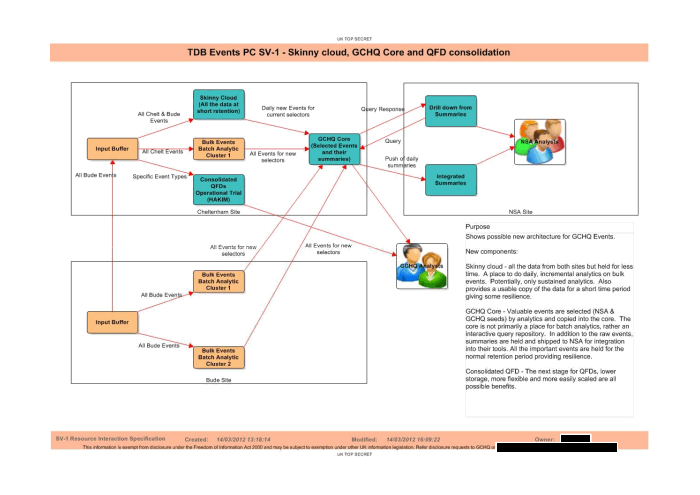 UK TOP SECRET
TDB Events PC SV-1 - Skinny cloud, GCHQ Core and QFD consolidation
Skinny Cloud
(All the data at
short retention)
All Chelt & Bude
Events
Daily new Events for
current selectors
Input Buffer
All Chelt Events
Bulk Events
Batch Analytic
Cluster 1
All Events for new
selectors
GCHQ Core
(Selected Events
and their
summaries)
All Bude Events
Specific Event Types
Consolidated
QFDs
Operational Trial
(HAKIM)
Cheltenham Site
Query Response
Query
Push of daily
summaries
Drill down from
Summaries
Integrated
Summaries
NSA Analysts
NSA Site
GCHQ Analysts
All Events for new
selectors
All Events for new
selectors
Bulk Events
Batch Analytic
Cluster 1
All Bude Events
Input Buffer
All Bude Events
Bulk Events
Batch Analytic
Cluster 2
Bude Site
Purpose
Shows possible new architecture for GCHQ Events.
New components:
Skinny cloud - all the data from both sites but held for less
time. A place to do daily, incremental analytics on bulk
events. Potentially, only sustained analytics. Also
provides a usable copy of the data for a short time period
giving some resilience.
GCHQ Core - Valuable events are selected (NSA &
GCHQ seeds) by analytics and copied into the core. The
core is not primarily a place for batch analytics, rather an
interactive query repository. In addition to the raw events,
summaries are held and shipped to NSA for integration
into their tools. All the important events are held for the
normal retention period providing resilience.
Consolidated QFD - The next stage for QFDs, lower
storage, more flexible and more easily scaled are all
possible benefits.
SV-1 Resource Interaction Specification Created: 14/03/2012 13:18:14 Modified: 14/03/2012 16:09:22 Owner:
This information is exempt from disclosure under the Freedom of Information Act 2000 and may be subject to exemption under other UK information legislation. Refer disclosure requests to GCHQ
UK TOP SECRET